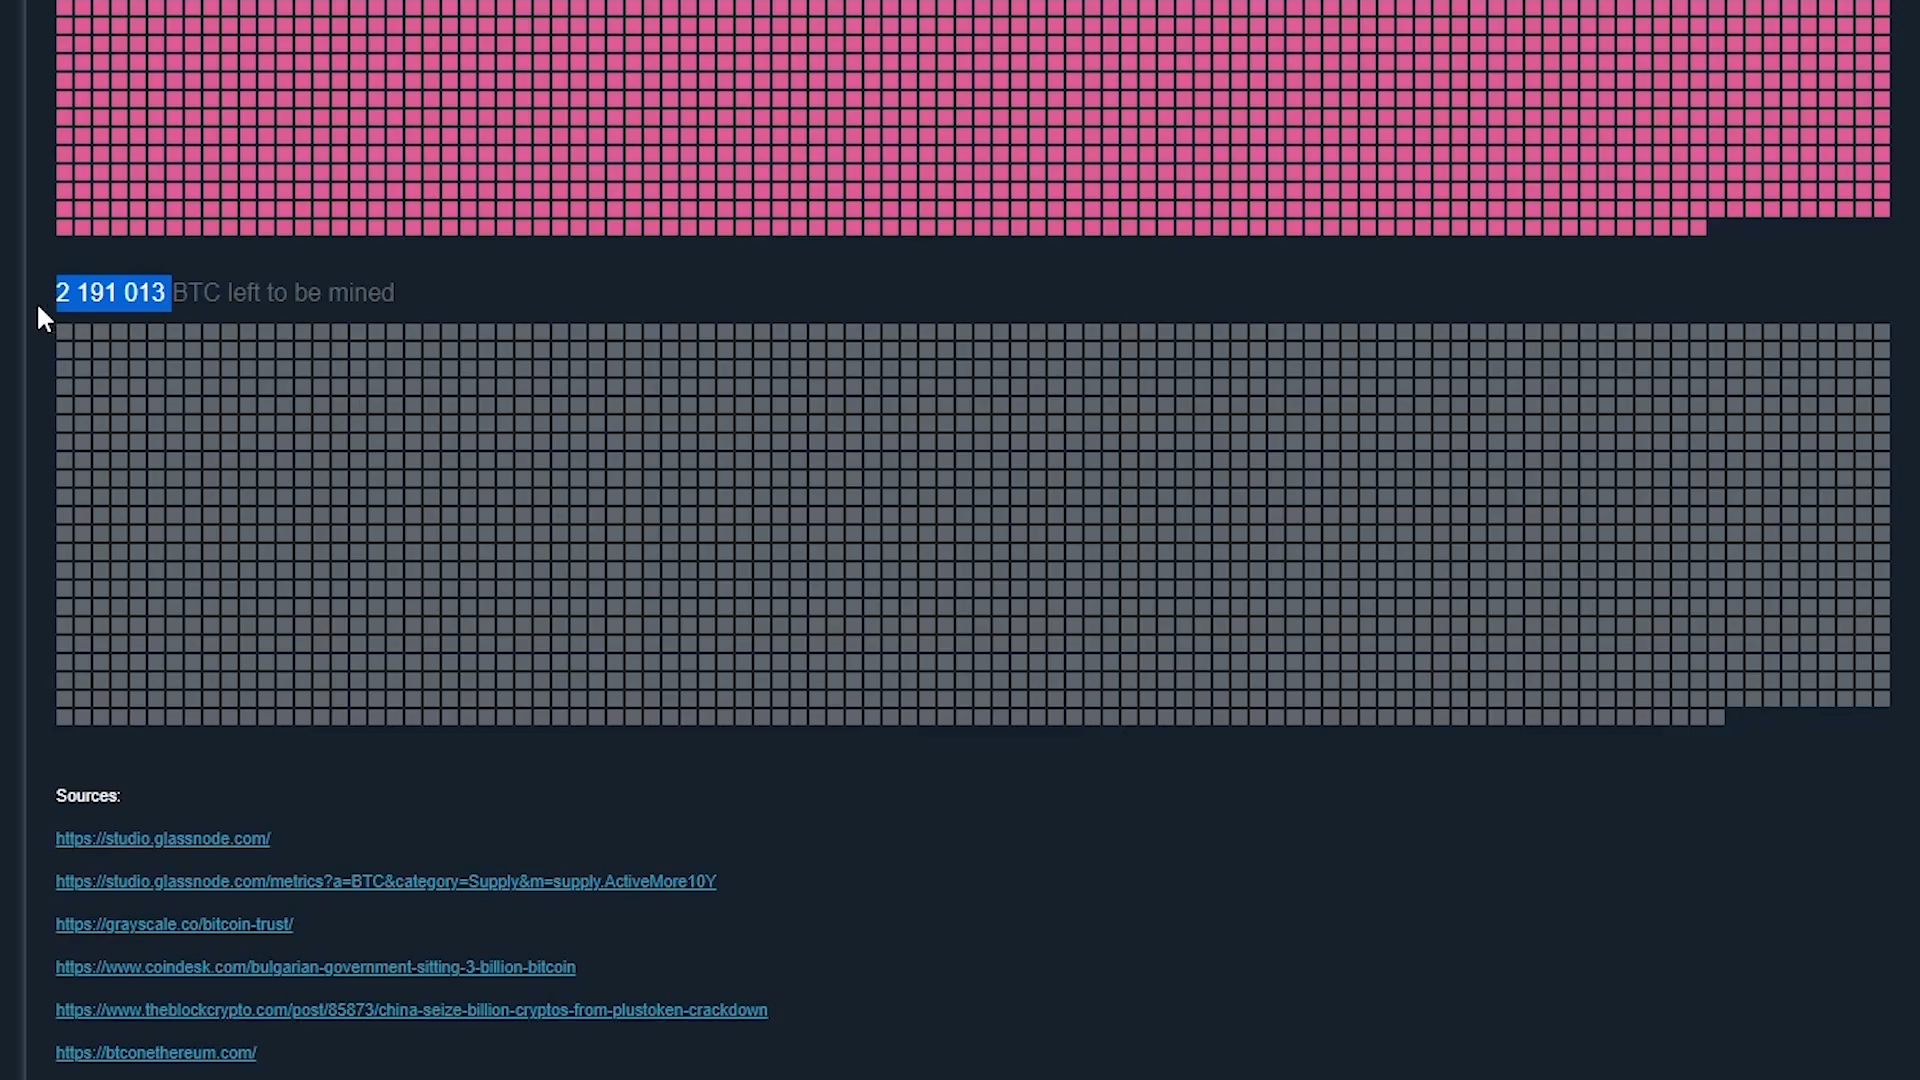 2 191 013 BTC left to be mined
Sources:
https://studio.glassnode.com/
https://studio.glassnode.com/metrics?a=BTC&category=Supply&m=supply.ActiveMore10Y
https://grayscale.co/bitcoin-trust/
https://www.coindesk.com/bulgarian-government-sitting-3-billion-bitcoin
https://www.theblockcrypto.com/post/85873/china-seize-billion-cryptos-from-plustoken-crackdown
https://btconethereum.com/